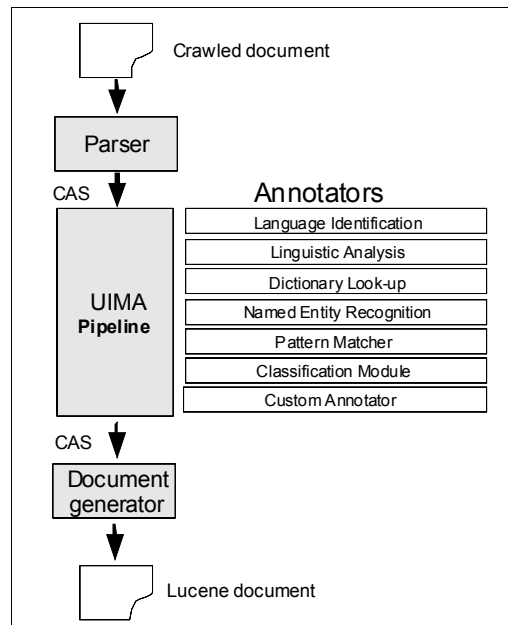 Crawled document
Parser
CAS
Annotators
Language Identification
Linguistic Analysis
Dictionary Look-up
Named Entity Recognition
Pattern Matcher
Classification Module
Custom Annotator
UIMA
Pipeline
CAS
Document
generator
Lucene document